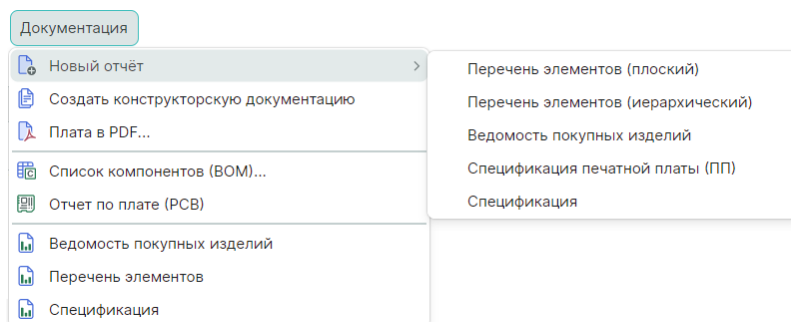 Документация
Новый отчёт
Создать конструкторскую документацию
Плата в PDF...
Список компонентов (BOM)...
Отчет по плате (PCB)
Ведомость покупных изделий
Перечень элементов
Спецификация
Перечень элементов (плоский)
Перечень элементов (иерархический)
Ведомость покупных изделий
Спецификация печатной платы (ПП)
Спецификация